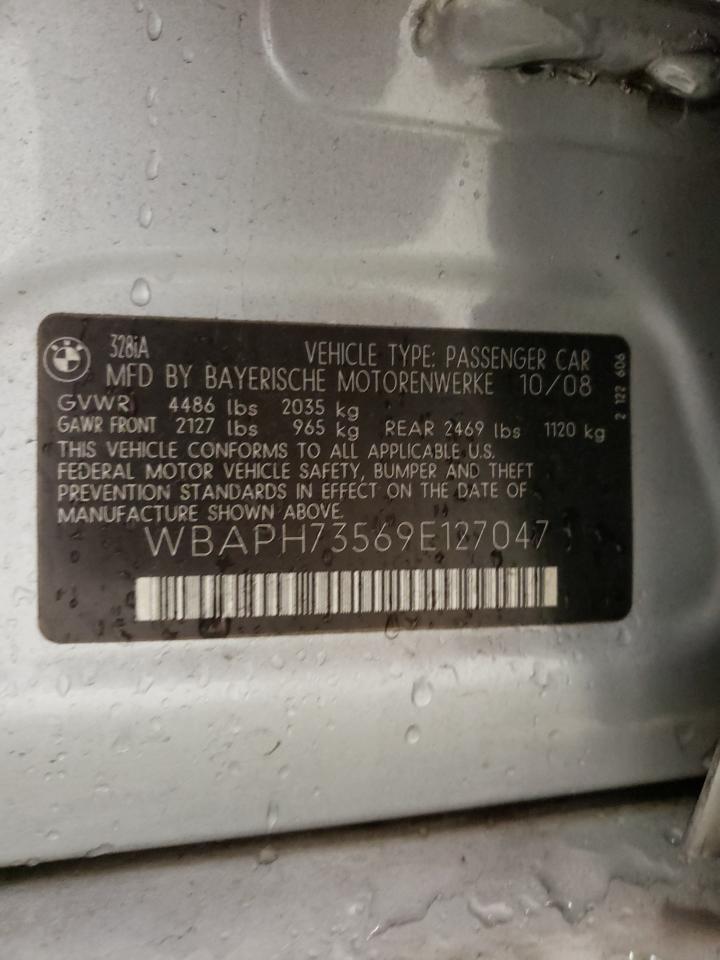 328iA
VEHICLE TYPE: PASSENGER CAR
MFD BY BAYERISCHE MOTORENWERKE 10/08
GVWR 4486 lbs 2035 kg
GAWR FRONT 2127 lbs 965 kg REAR 2469 lbs 1120 kg
THIS VEHICLE CONFORMS TO ALL APPLICABLE U.S.
FEDERAL MOTOR VEHICLE SAFETY, BUMPER AND THEFT
PREVENTION STANDARDS IN EFFECT ON THE DATE OF
MANUFACTURE SHOWN ABOVE.
WBAPH73569E127047
2 122 606